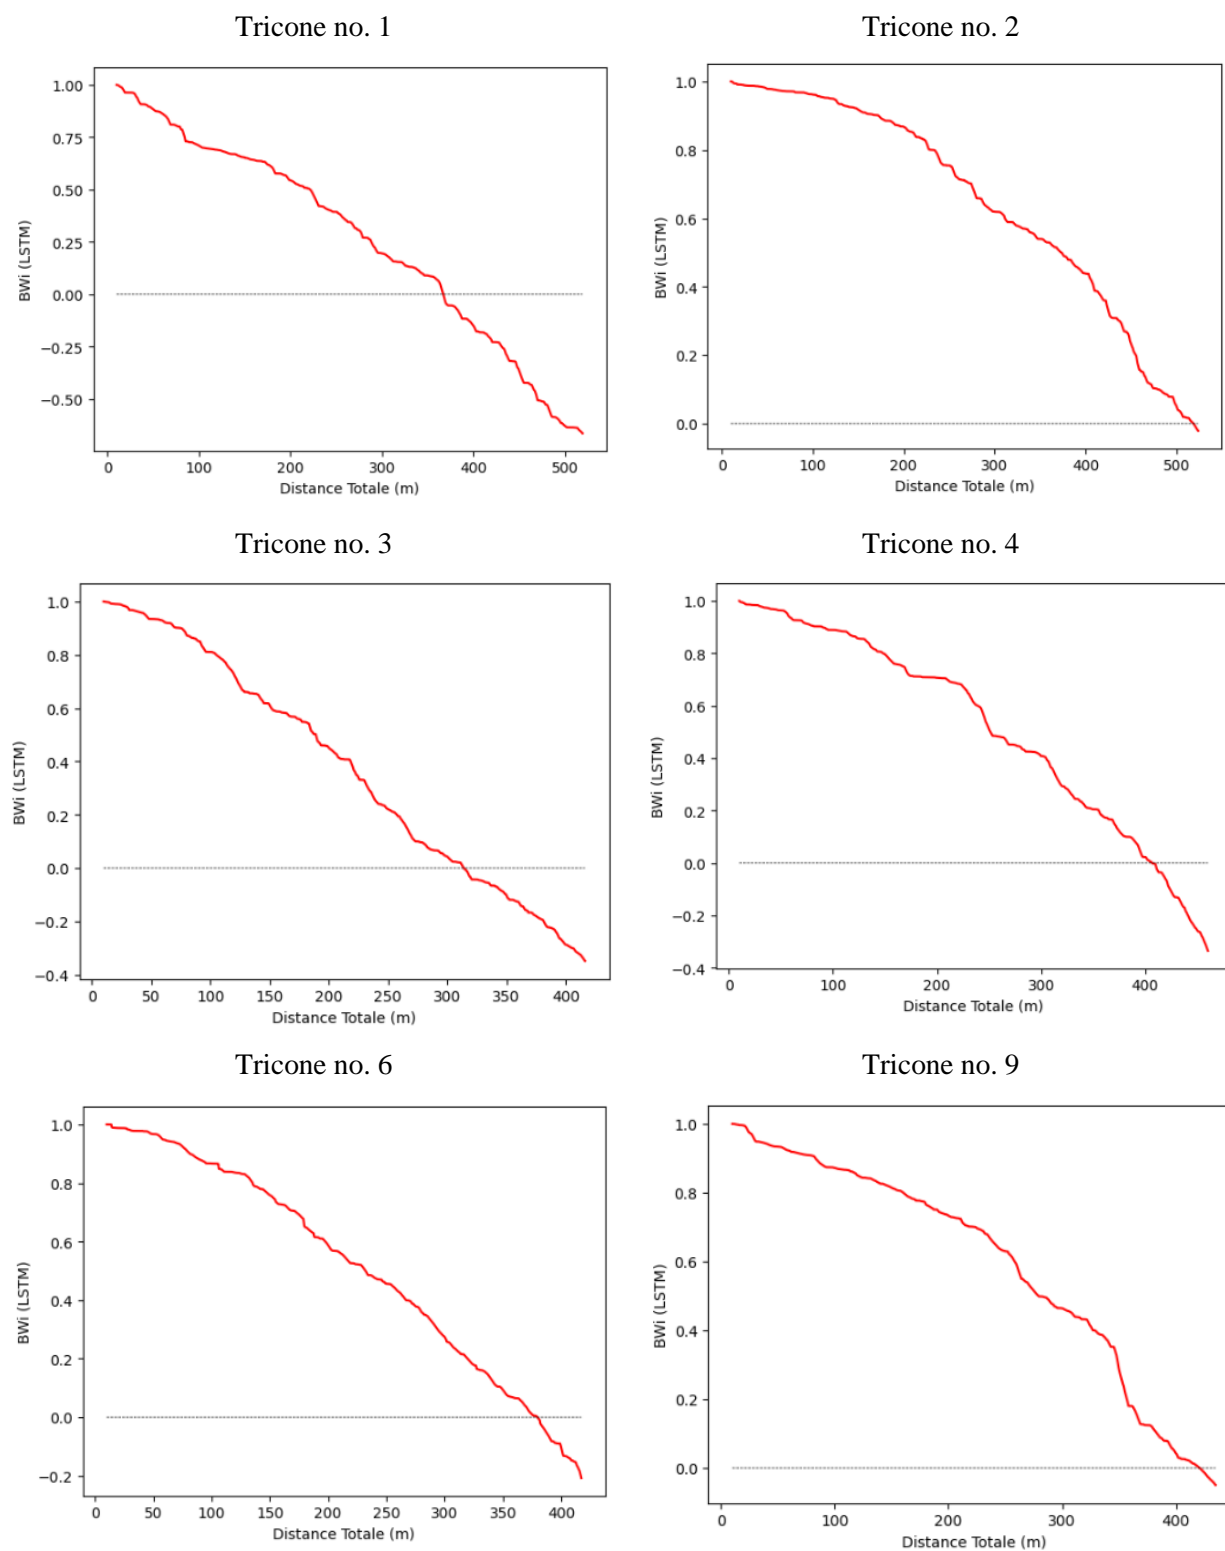 Tricone no. 1
1.00
0.75
0.50
0.25
0.00
−0.25
−0.50
BWi (LSTM)
0 100 200 300 400 500
Distance Totale (m)
Tricone no. 2
1.0
0.8
0.6
0.4
0.2
0.0
BWi (LSTM)
0 100 200 300 400 500
Distance Totale (m)
Tricone no. 3
1.0
0.8
0.6
0.4
0.2
0.0
−0.2
−0.4
BWi (LSTM)
0 50 100 150 200 250 300 350 400
Distance Totale (m)
Tricone no. 4
1.0
0.8
0.6
0.4
0.2
0.0
−0.2
−0.4
BWi (LSTM)
0 100 200 300 400
Distance Totale (m)
Tricone no. 6
1.0
0.8
0.6
0.4
0.2
0.0
−0.2
BWi (LSTM)
0 50 100 150 200 250 300 350 400
Distance Totale (m)
Tricone no. 9
1.0
0.8
0.6
0.4
0.2
0.0
BWi (LSTM)
0 100 200 300 400
Distance Totale (m)